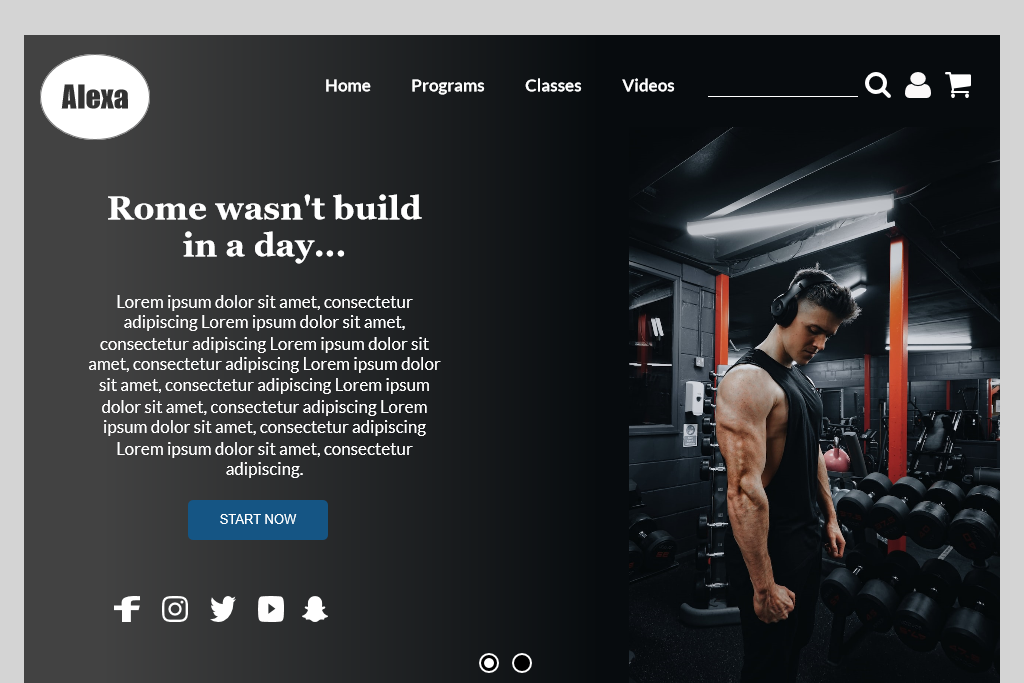 Alexa
Home Programs Classes Videos
Rome wasn't build
in a day...
Lorem ipsum dolor sit amet, consectetur
adipiscing Lorem ipsum dolor sit amet,
consectetur adipiscing Lorem ipsum dolor sit
amet, consectetur adipiscing Lorem ipsum dolor
sit amet, consectetur adipiscing Lorem ipsum
dolor sit amet, consectetur adipiscing Lorem
ipsum dolor sit amet, consectetur adipiscing
Lorem ipsum dolor sit amet, consectetur
adipiscing.
START NOW